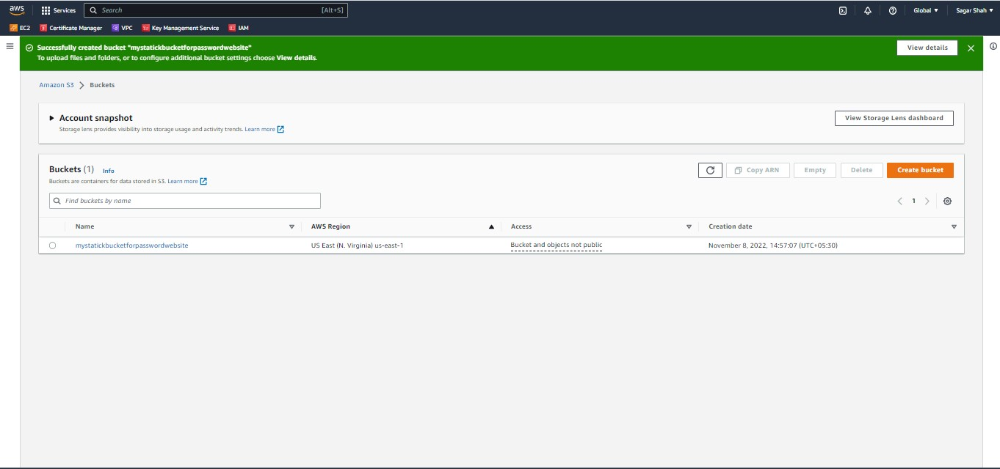 aws Services Search [Alt+S] Global Sagar Shah
EC2 Certificate Manager VPC Key Management Service IAM
Successfully created bucket "mystatickbucketforpasswordwebsite"
To upload files and folders, or to configure additional bucket settings choose View details.
View details
Amazon S3 Buckets
Account snapshot
Storage lens provides visibility into storage usage and activity trends. Learn more
View Storage Lens dashboard
Buckets (1) Info
Buckets are containers for data stored in S3. Learn more
Copy ARN Empty Delete Create bucket
Find buckets by name
1
Name AWS Region Access Creation date
mystatickbucketforpasswordwebsite US East (N. Virginia) us-east-1 Bucket and objects not public November 8, 2022, 14:57:07 (UTC+05:30)